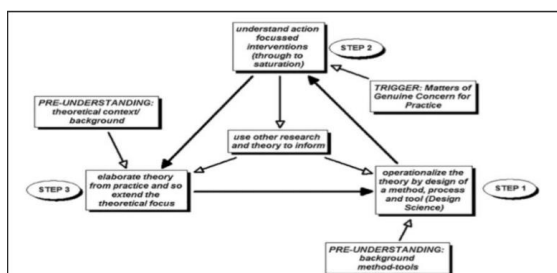 understand action
focussed interventions
(through to
saturation)
STEP 2
TRIGGER: Matters of
Genuine Concern for
Practice
PRE-UNDERSTANDING:
theoretical context/
background
use other research
and theory to inform
STEP 3
elaborate theory
from practice and so
extend the
theoretical focus
operationalize the
theory by design of
a method, process
and tool (Design
Science)
STEP 1
PRE-UNDERSTANDING:
background
method-tools